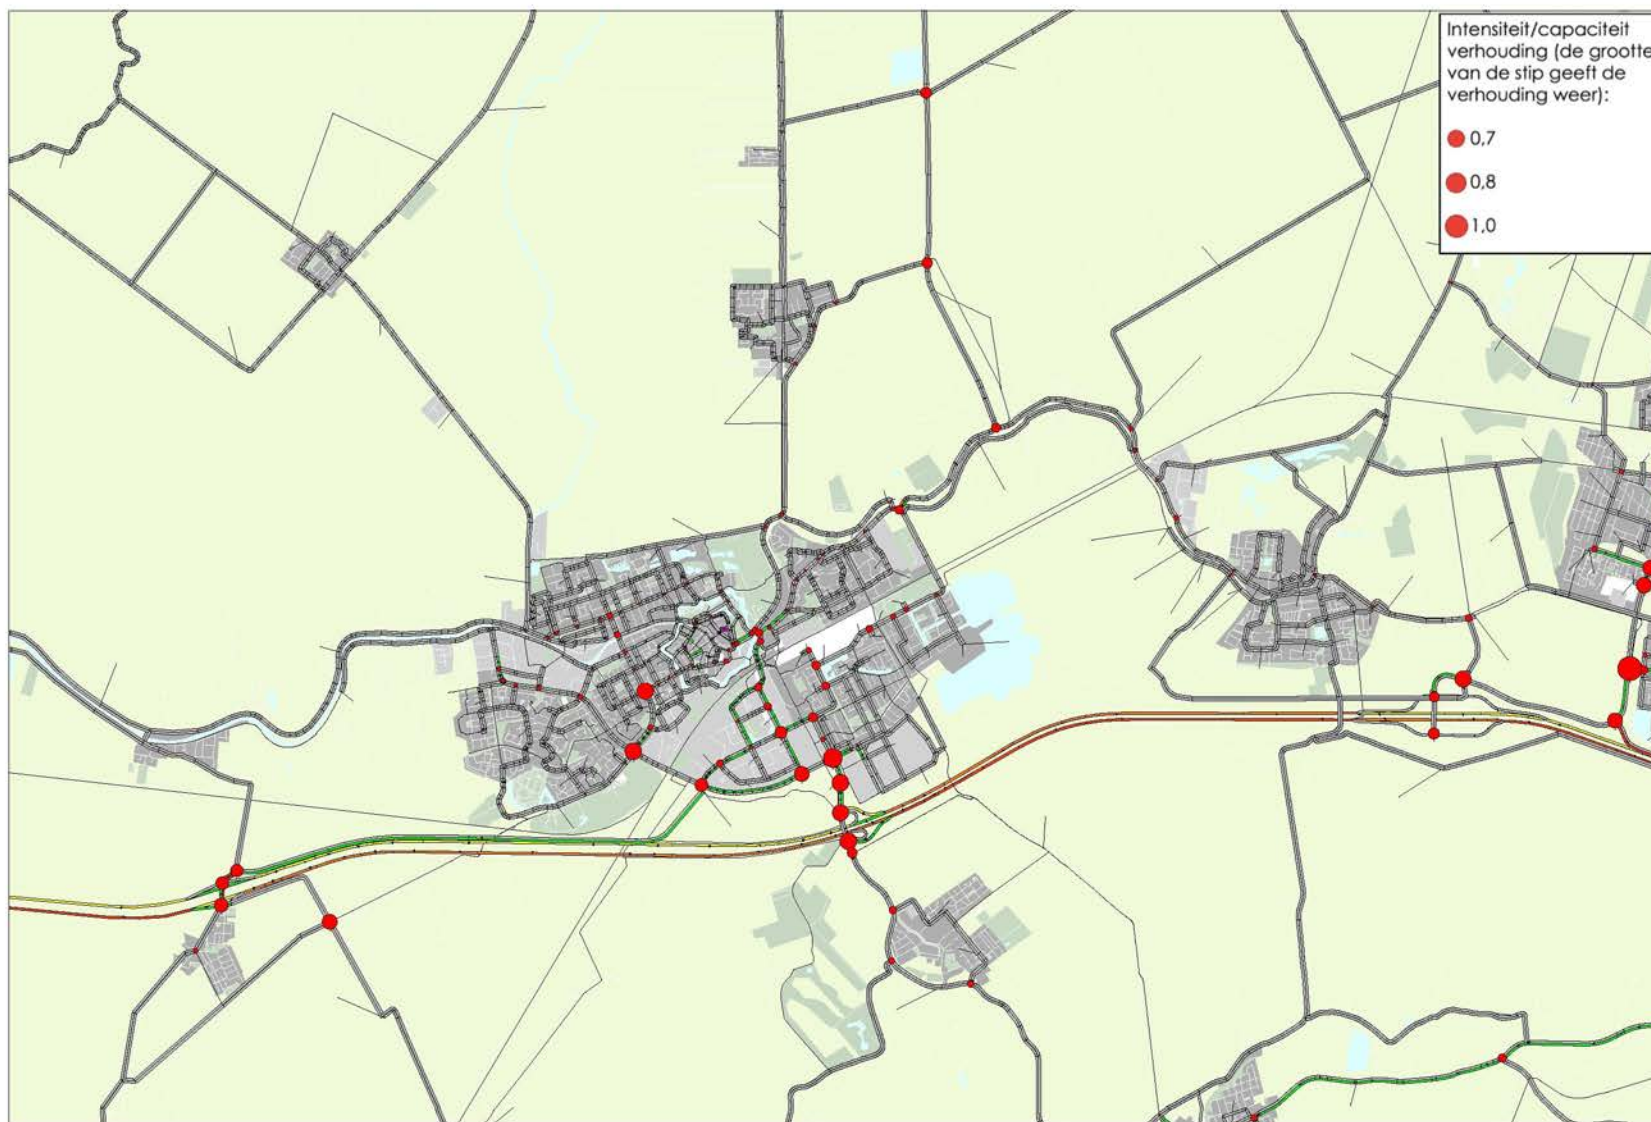 Intensiteit/capaciteit
verhouding (de grootte
van de stip geeft de
verhouding weer):
0,7
0,8
1,0